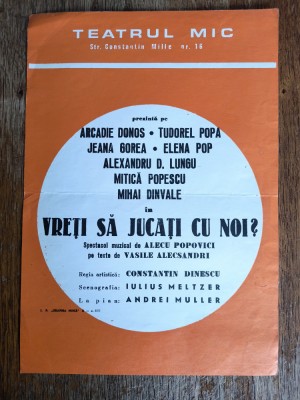 TEATRUL MIC
Str. Constantin Mille nr. 16
prezintă pe
ARCADIE DONOS • TUDOREL POPA
JEANA GOREA • ELENA POP
ALEXANDRU D. LUNGU
MITICĂ POPESCU
MIHAI DINVALE
în
VREȚI SĂ JUCAȚI CU NOI?
Spectacol muzical de ALECU POPOVICI
pe texte de VASILE ALECSANDRI
Regia artistică: CONSTANTIN DINESCU
Scenografia: IULIUS MELTZER
La pian: ANDREI MULLER